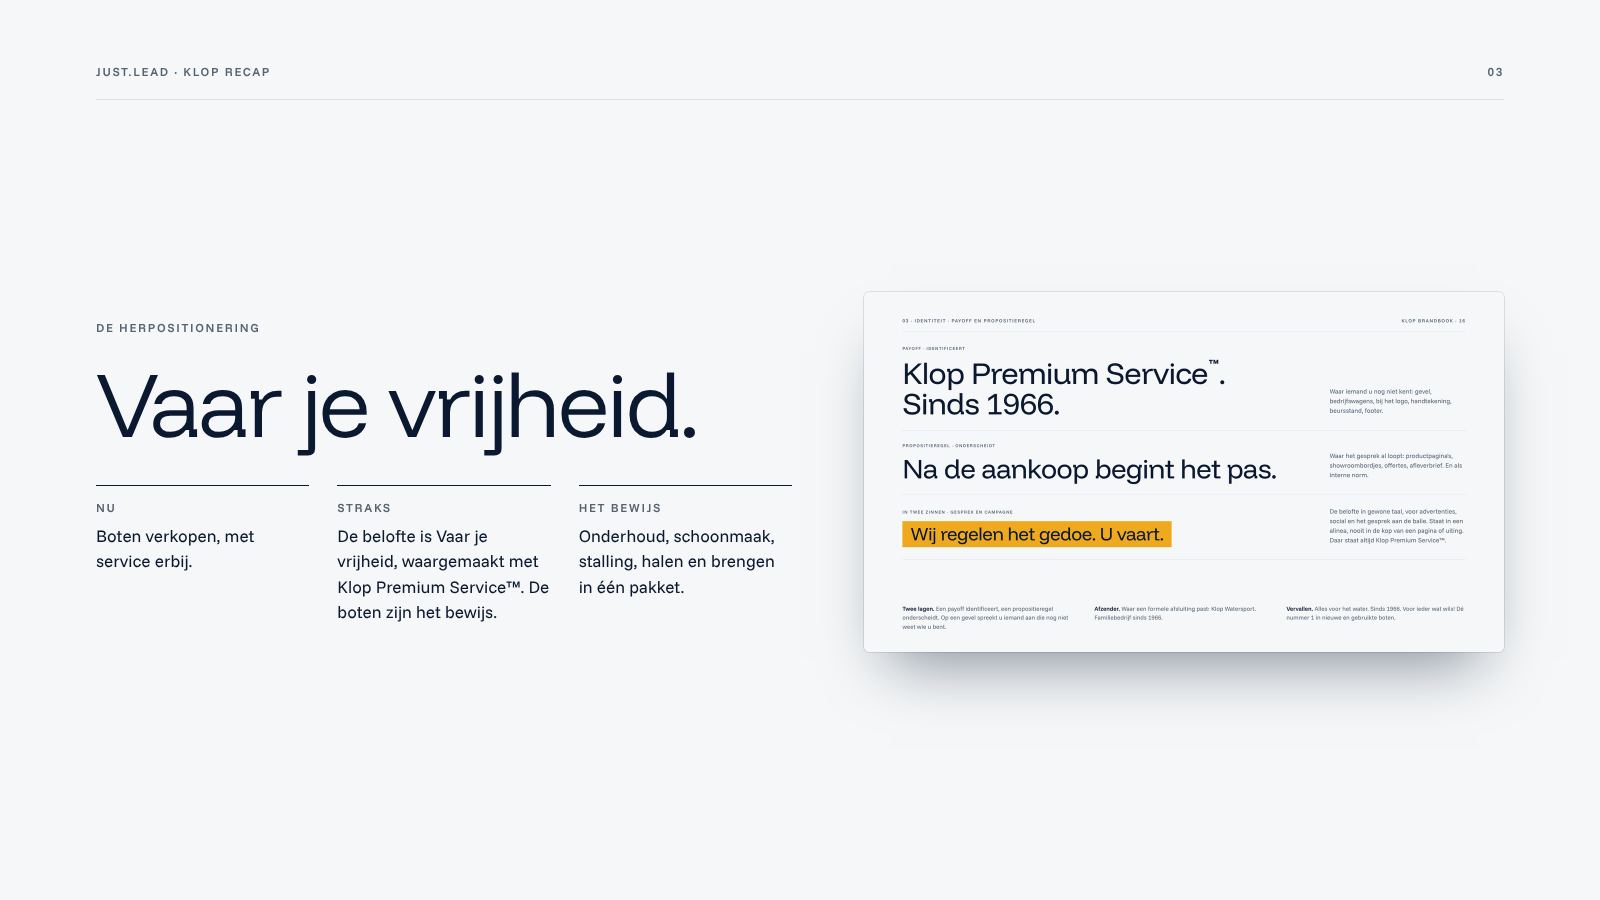 JUST.LEAD · KLOP RECAP
03
DE HERPOSITIONERING
Vaar je vrijheid.
NU
Boten verkopen, met
service erbij.
STRAKS
De belofte is Vaar je
vrijheid, waargemaakt met
Klop Premium Service™. De
boten zijn het bewijs.
HET BEWIJS
Onderhoud, schoonmaak,
stalling, halen en brengen
in één pakket.
03 · IDENTITEIT · PAYOFF EN PROPOSITIEREGEL
KLOP BRANDBOOK · 16
PAYOFF · IDENTIFICEERT
Klop Premium Service™.
Sinds 1966.
Waar iemand u nog niet kent: gevel,
bedrijfswagens, bij het logo, handtekening,
beursstand, footer.
PROPOSITIEREGEL · ONDERSCHEIDT
Na de aankoop begint het pas.
Waar het gesprek al loopt: productpagina's,
showroombordjes, offertes, afleverbrief. En als
interne norm.
IN TWEE ZINNEN · GESPREK EN CAMPAGNE
Wij regelen het gedoe. U vaart.
De belofte in gewone taal, voor advertenties,
social en het gesprek aan de balie. Staat in een
alinea, nooit in de kop van een pagina of uiting.
Daar staat altijd Klop Premium Service™.
Twee lagen. Een payoff identificeert, een propositieregel
onderscheidt. Op een gevel spreekt u iemand aan die nog niet
weet wie u bent.
Afzender. Waar een formele afsluiting past: Klop Watersport.
Familiebedrijf sinds 1966.
Vervallen. Alles voor het water. Sinds 1966. Voor ieder wat wils! Dé
nummer 1 in nieuwe en gebruikte boten.